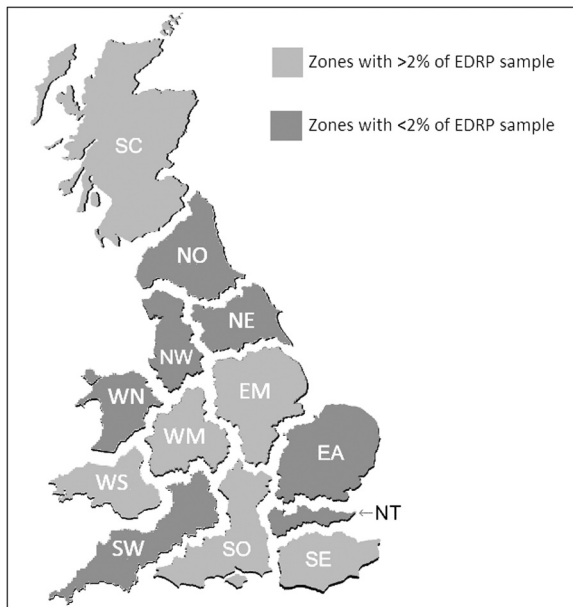 Zones with >2% of EDRP sample
Zones with <2% of EDRP sample
SC
NO
NE
NW
EM
WN
WM
EA
WS
←NT
SW
SO
SE